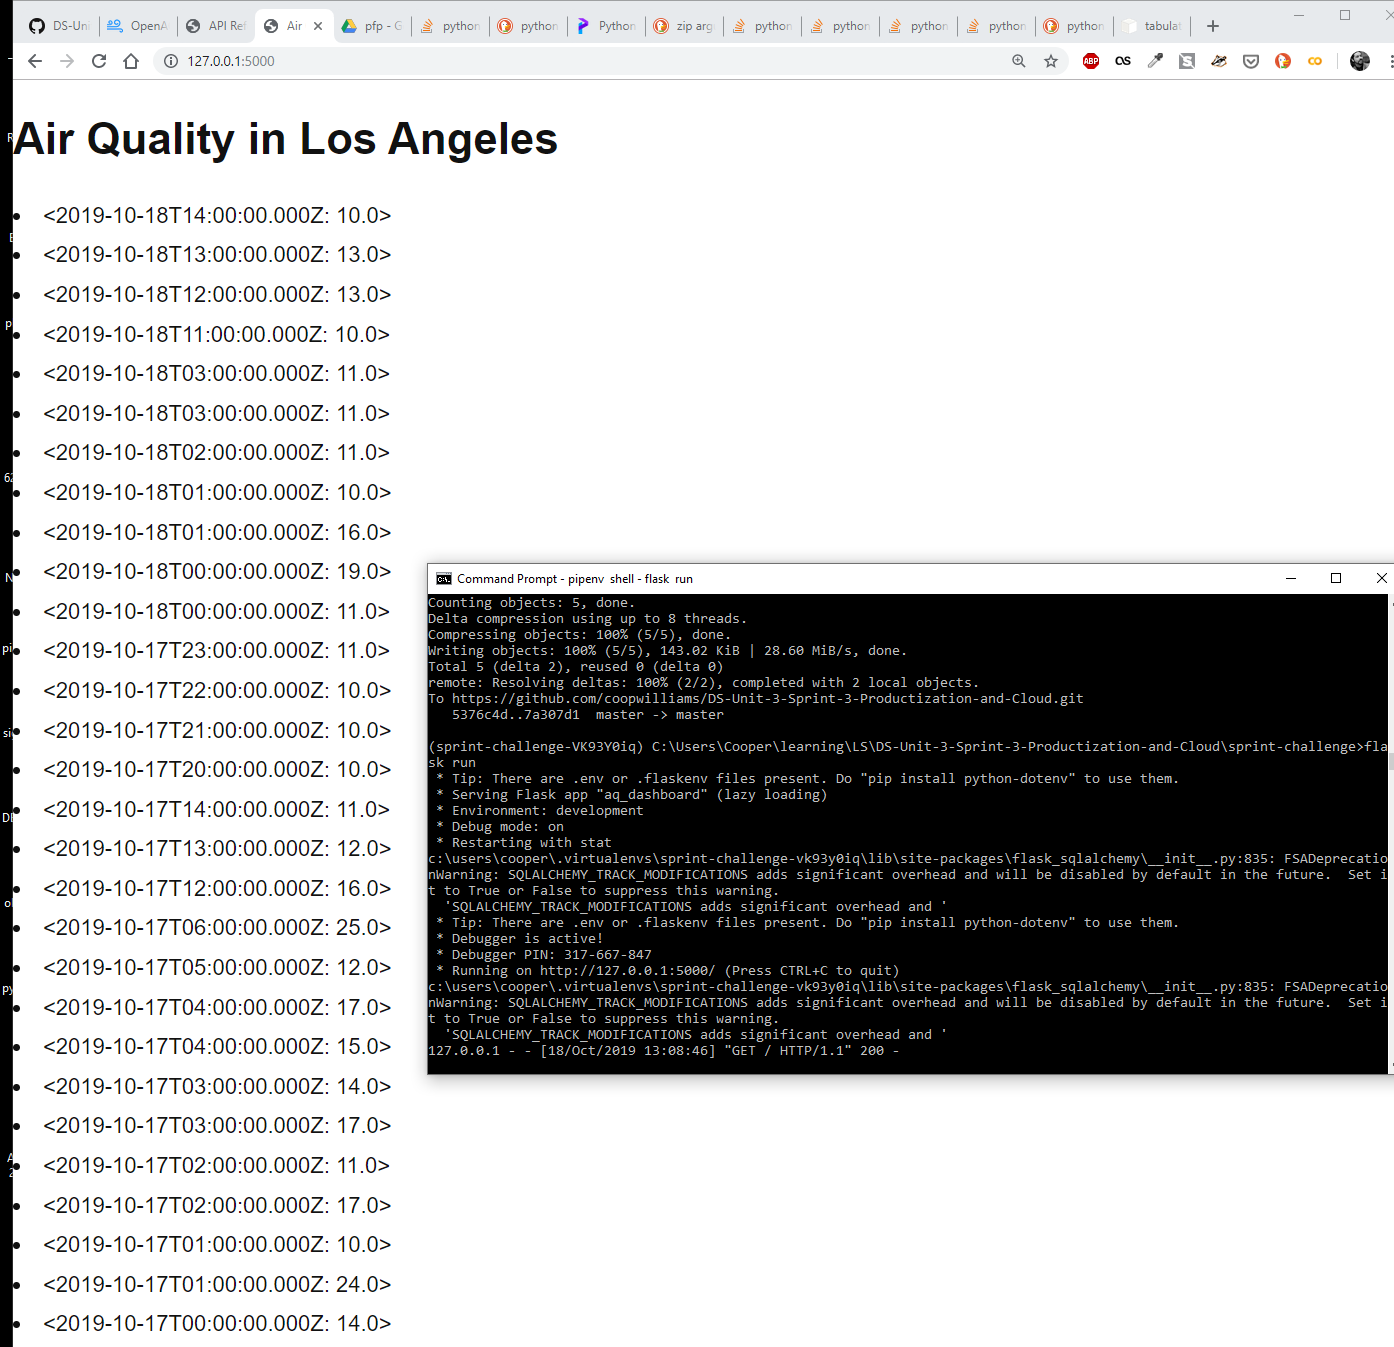 DS-Uni
OpenA
API Ref
Air
pfp - G
python
python
Python
zip arg
python
python
python
python
python
tabulat
127.0.0.1:5000
ABP
Air Quality in Los Angeles
<2019-10-18T14:00:00.000Z: 10.0>
<2019-10-18T13:00:00.000Z: 13.0>
<2019-10-18T12:00:00.000Z: 13.0>
<2019-10-18T11:00:00.000Z: 10.0>
<2019-10-18T03:00:00.000Z: 11.0>
<2019-10-18T03:00:00.000Z: 11.0>
<2019-10-18T02:00:00.000Z: 11.0>
<2019-10-18T01:00:00.000Z: 10.0>
<2019-10-18T01:00:00.000Z: 16.0>
<2019-10-18T00:00:00.000Z: 19.0>
<2019-10-18T00:00:00.000Z: 11.0>
<2019-10-17T23:00:00.000Z: 11.0>
<2019-10-17T22:00:00.000Z: 10.0>
<2019-10-17T21:00:00.000Z: 10.0>
<2019-10-17T20:00:00.000Z: 10.0>
<2019-10-17T14:00:00.000Z: 11.0>
<2019-10-17T13:00:00.000Z: 12.0>
<2019-10-17T12:00:00.000Z: 16.0>
<2019-10-17T06:00:00.000Z: 25.0>
<2019-10-17T05:00:00.000Z: 12.0>
<2019-10-17T04:00:00.000Z: 17.0>
<2019-10-17T04:00:00.000Z: 15.0>
<2019-10-17T03:00:00.000Z: 14.0>
<2019-10-17T03:00:00.000Z: 17.0>
<2019-10-17T02:00:00.000Z: 11.0>
<2019-10-17T02:00:00.000Z: 17.0>
<2019-10-17T01:00:00.000Z: 10.0>
<2019-10-17T01:00:00.000Z: 24.0>
<2019-10-17T00:00:00.000Z: 14.0>
Command Prompt - pipenv  shell - flask  run
Counting objects: 5, done.
Delta compression using up to 8 threads.
Compressing objects: 100% (5/5), done.
Writing objects: 100% (5/5), 143.02 KiB | 28.60 MiB/s, done.
Total 5 (delta 2), reused 0 (delta 0)
remote: Resolving deltas: 100% (2/2), completed with 2 local objects.
To https://github.com/coopwilliams/DS-Unit-3-Sprint-3-Productization-and-Cloud.git
   5376c4d..7a307d1  master -> master
(sprint-challenge-VK93Y0iq) C:\Users\Cooper\learning\LS\DS-Unit-3-Sprint-3-Productization-and-Cloud\sprint-challenge>fla
sk run
 * Tip: There are .env or .flaskenv files present. Do "pip install python-dotenv" to use them.
 * Serving Flask app "aq_dashboard" (lazy loading)
 * Environment: development
 * Debug mode: on
 * Restarting with stat
c:\users\cooper\.virtualenvs\sprint-challenge-vk93y0iq\lib\site-packages\flask_sqlalchemy\__init__.py:835: FSADeprecatio
nWarning: SQLALCHEMY_TRACK_MODIFICATIONS adds significant overhead and will be disabled by default in the future.  Set i
t to True or False to suppress this warning.
  'SQLALCHEMY_TRACK_MODIFICATIONS adds significant overhead and '
 * Tip: There are .env or .flaskenv files present. Do "pip install python-dotenv" to use them.
 * Debugger is active!
 * Debugger PIN: 317-667-847
 * Running on http://127.0.0.1:5000/ (Press CTRL+C to quit)
c:\users\cooper\.virtualenvs\sprint-challenge-vk93y0iq\lib\site-packages\flask_sqlalchemy\__init__.py:835: FSADeprecatio
nWarning: SQLALCHEMY_TRACK_MODIFICATIONS adds significant overhead and will be disabled by default in the future.  Set i
t to True or False to suppress this warning.
  'SQLALCHEMY_TRACK_MODIFICATIONS adds significant overhead and '
127.0.0.1 - - [18/Oct/2019 13:08:46] "GET / HTTP/1.1" 200 -